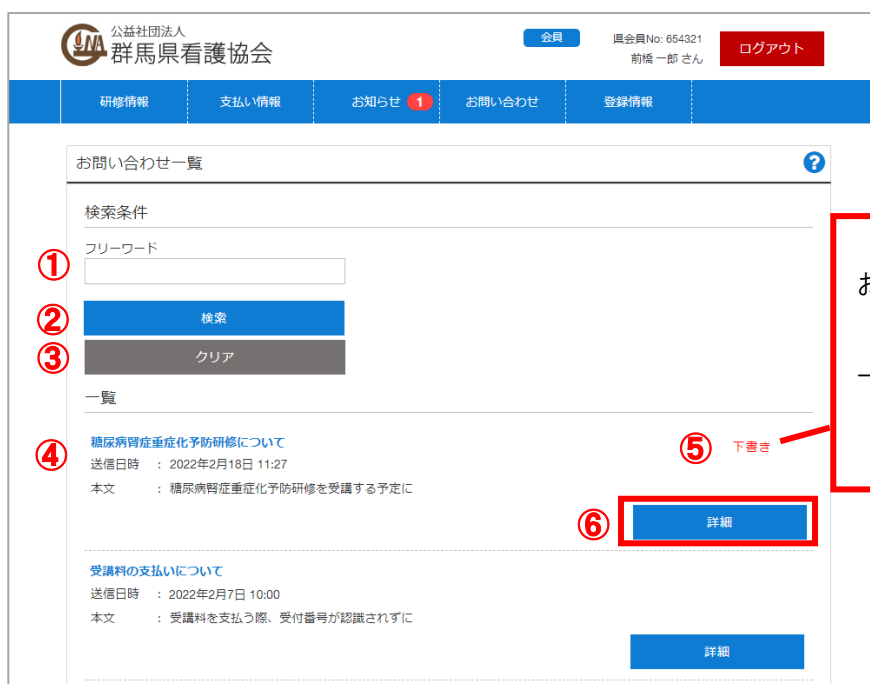 公益社団法人
群馬県看護協会
会員
県会員No: 654321
前橋 一郎 さん
ログアウト
研修情報
支払い情報
お知らせ 1
お問い合わせ
登録情報
お問い合わせ一覧
?
検索条件
フリーワード
①
② 検索
③ クリア
一覧
④ 糖尿病腎症重症化予防研修について
⑤ 下書き
送信日時 : 2022年2月18日 11:27
本文 : 糖尿病腎症重症化予防研修を受講する予定に
⑥ 詳細
受講料の支払いについて
送信日時 : 2022年2月7日 10:00
本文 : 受講料を支払う際、受付番号が認識されずに
詳細